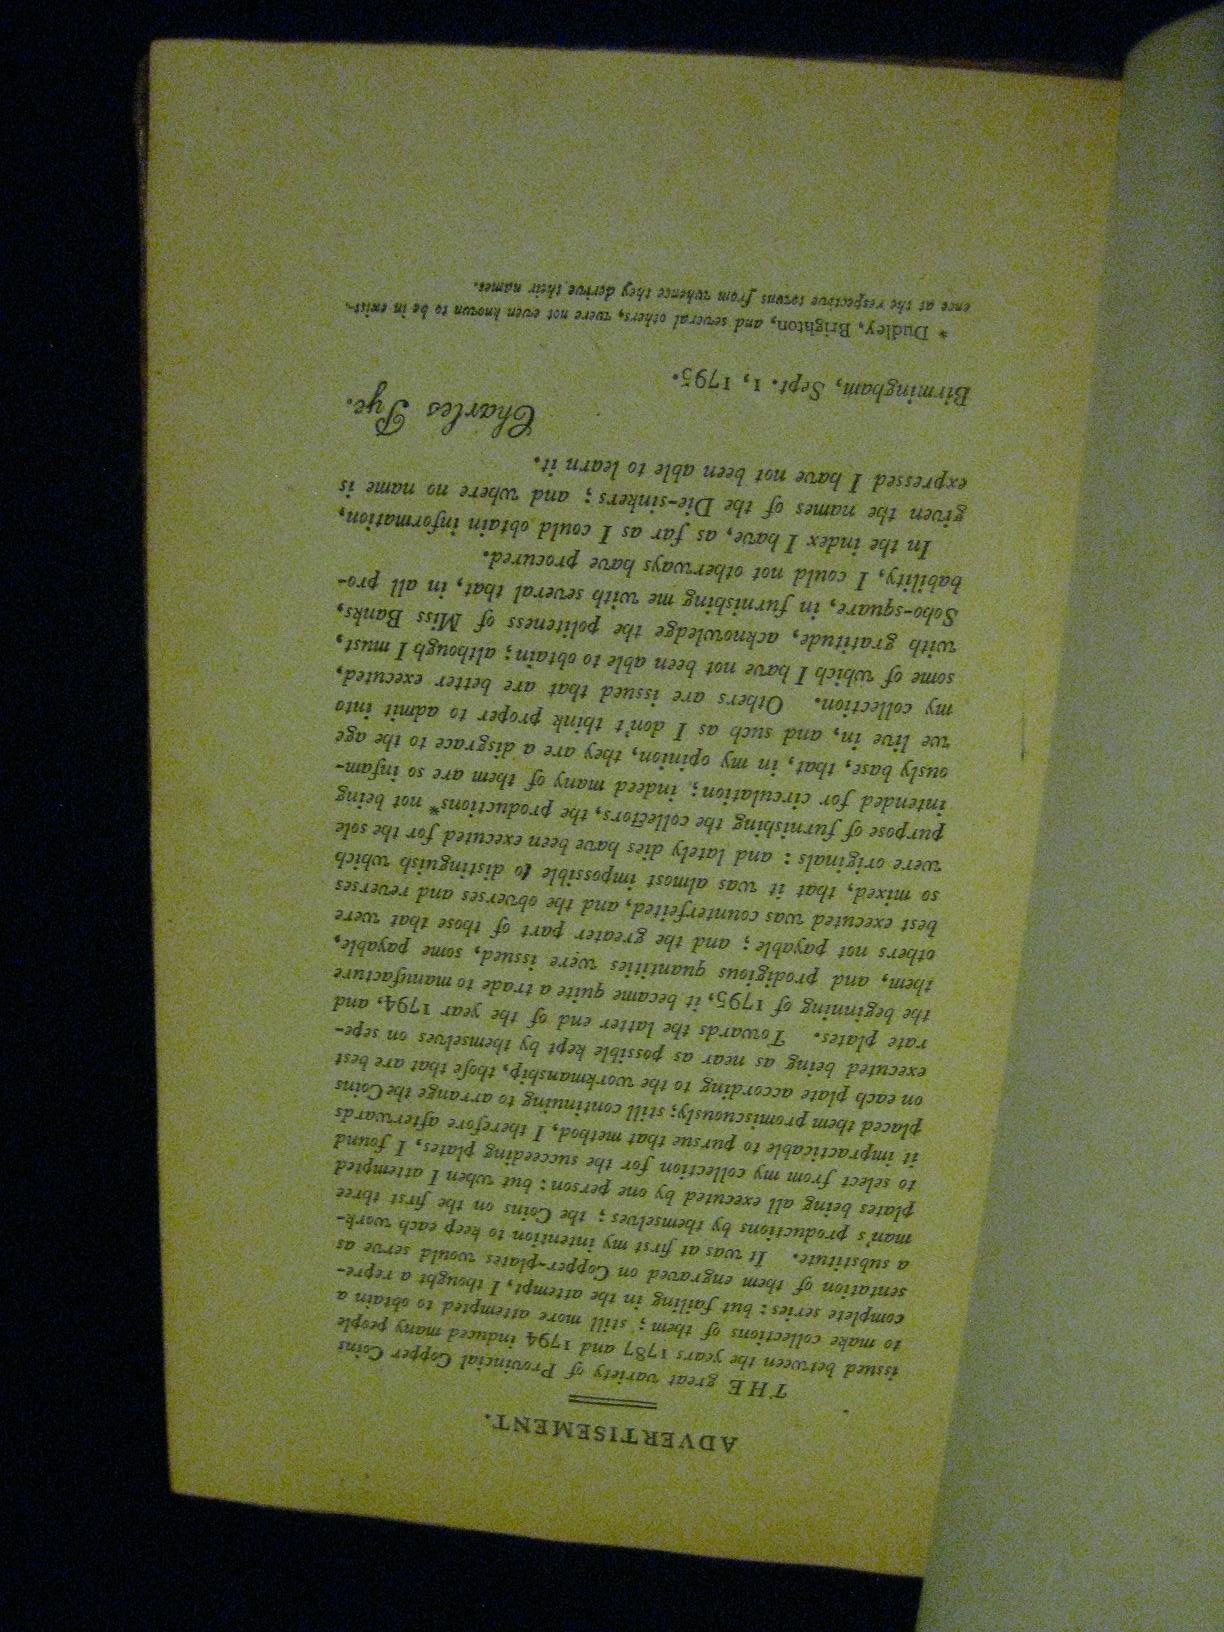 ADVERTISEMENT.
THE great variety of Provincial Copper Coins
issued between the years 1787 and 1794 induced many people
to make collections of them; still more attempted to obtain a
complete series: but failing in the attempt, I thought a repre-
sentation of them engraved on Copper-plates would serve as
a substitute. It was at first my intention to keep each work-
man's productions by themselves; the Coins on the first three
plates being all executed by one person: but when I attempted
to select from my collection for the succeeding plates, I found
it impracticable to pursue that method, I therefore afterwards
placed them promiscuously; still continuing to arrange the Coins
on each plate according to the workmanship, those that are best
executed being as near as possible kept by themselves on sepe-
rate plates. Towards the latter end of the year 1794, and
the beginning of 1795, it became quite a trade to manufacture
them, and prodigious quantities were issued, some payable,
others not payable; and the greater part of those that were
best executed was counterfeited, and the obverses and reverses
so mixed, that it was almost impossible to distinguish which
were originals: and lately dies have been executed for the sole
purpose of furnishing the collectors, the productions* not being
intended for circulation; indeed many of them are so infam-
ously base, that, in my opinion, they are a disgrace to the age
we live in, and such as I don't think proper to admit into
my collection. Others are issued that are better executed,
some of which I have not been able to obtain; although I must,
with gratitude, acknowledge the politeness of Miss Banks,
Soho-square, in furnishing me with several that, in all pro-
bability, I could not otherways have procured.
In the index I have, as far as I could obtain information,
given the names of the Die-sinkers; and where no name is
expressed I have not been able to learn it.
Charles Pye.
Birmingham, Sept. 1, 1795.
* Dudley, Brighton, and several others, were not even known to be in exist-
ence at the respective towns from whence they derive their names.